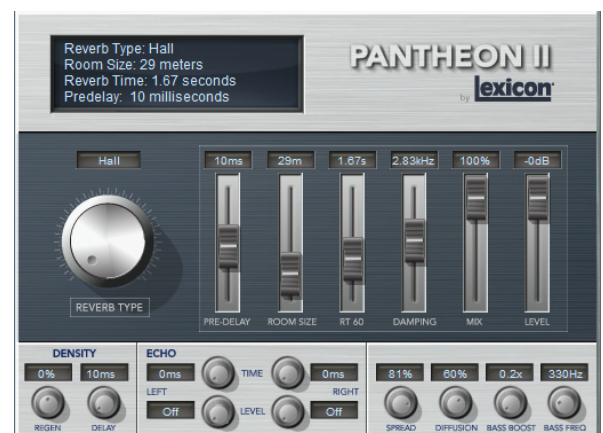 Reverb Type: Hall
Room Size: 29 meters
Reverb Time: 1.67 seconds
Predelay: 10 milliseconds
PANTHEON II
by lexicon
Hall
10ms 29m 1.67s 2.83kHz 100% -0dB
REVERB TYPE
PRE-DELAY ROOM SIZE RT 60 DAMPING MIX LEVEL
DENSITY
0% 10ms
REGEN DELAY
ECHO
0ms TIME 0ms
LEFT RIGHT
Off LEVEL Off
81% 60% 0.2x 330Hz
SPREAD DIFFUSION BASS BOOST BASS FREQ